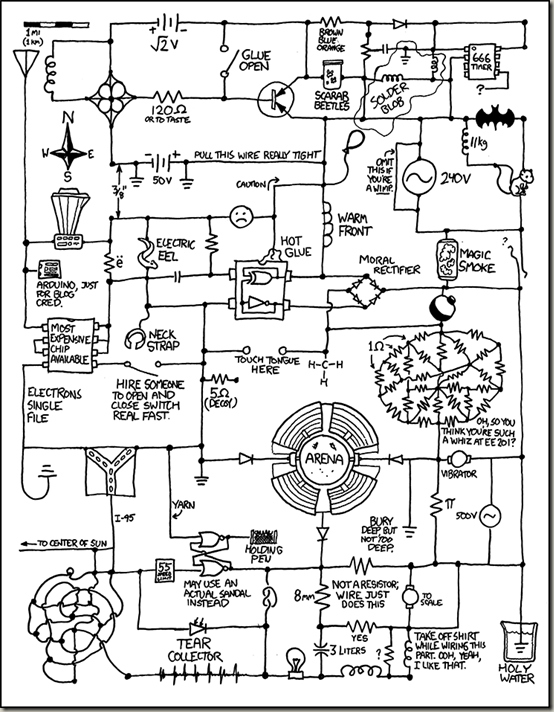 1 MI
(1 KM)
√2 V
GLUE
OPEN
BROWN
BLUE
ORANGE
SCARAB
BEETLES
SOLDER
BLOB
666
TIMER
?
120Ω
OR TO TASTE
11kg
N
W E
S
50V
PULL THIS WIRE REALLY TIGHT
OMIT
THIS IF
YOU'RE
A WIMP.
240V
3/8"
CAUTION
WARM
FRONT
ELECTRIC
EEL
HOT
GLUE
MORAL
RECTIFIER
MAGIC
SMOKE
?
ë
ARDUINO, JUST
FOR BLOG
CRED.
MOST
EXPENSIVE
CHIP
AVAILABLE
NECK
STRAP
TOUCH TONGUE
HERE
H
H-C-H
H
1Ω
ELECTRONS
SINGLE
FILE
HIRE SOMEONE
TO OPEN AND
CLOSE SWITCH
REAL FAST.
5Ω
(DECOY)
OH, SO YOU
THINK YOU'RE SUCH
A WHIZ AT EE 201?
ARENA
VIBRATOR
π
500V
I-95
YARN
BURY
DEEP, BUT
NOT TOO
DEEP.
TO CENTER OF SUN
HOLDING
PEN
55
MAY USE AN
ACTUAL SANDAL
INSTEAD
8mm
NOT A RESISTOR;
WIRE JUST
DOES THIS
TO
SCALE
YES
TEAR
COLLECTOR
3 LITERS
?
TAKE OFF SHIRT
WHILE WIRING THIS
PART. OOH, YEAH,
I LIKE THAT.
HOLY
WATER